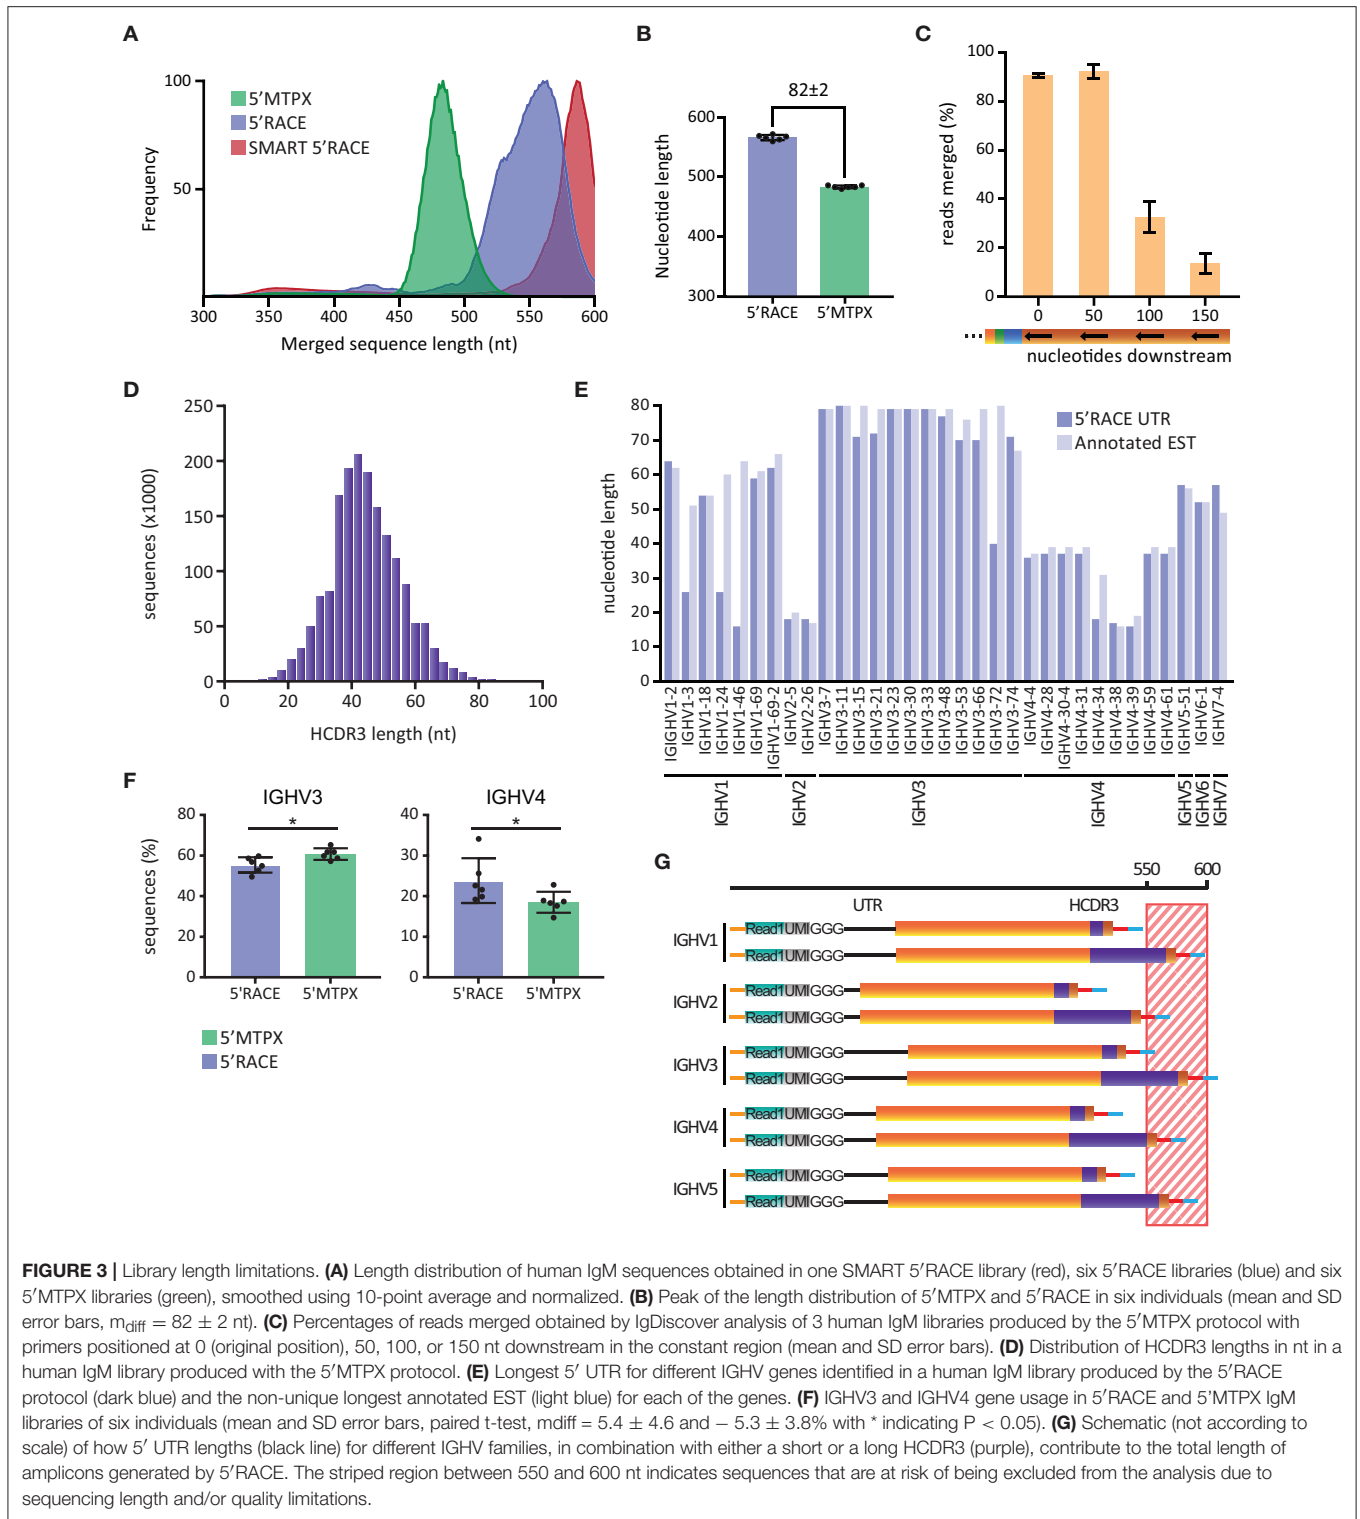 A
100
50
Frequency
5′MTPX
5′RACE
SMART 5′RACE
300 350 400 450 500 550 600
Merged sequence length (nt)
B
82±2
600
500
400
300
Nucleotide length
5′RACE 5′MTPX
C
100
80
60
40
20
0
reads merged (%)
0 50 100 150
nucleotides downstream
D
250
200
150
100
50
0
sequences (x1000)
0 20 40 60 80 100
HCDR3 length (nt)
E
80
70
60
50
40
30
20
10
0
nucleotide length
5′RACE UTR
Annotated EST
IGIGHV1-2
IGHV1-3
IGHV1-18
IGHV1-24
IGHV1-46
IGHV1-69
IGHV1-69-2
IGHV2-5
IGHV2-26
IGHV3-7
IGHV3-11
IGHV3-15
IGHV3-21
IGHV3-23
IGHV3-30
IGHV3-33
IGHV3-48
IGHV3-53
IGHV3-66
IGHV3-72
IGHV3-74
IGHV4-4
IGHV4-28
IGHV4-30-4
IGHV4-31
IGHV4-34
IGHV4-38
IGHV4-39
IGHV4-59
IGHV4-61
IGHV5-51
IGHV6-1
IGHV7-4
IGHV1
IGHV2
IGHV3
IGHV4
IGHV5
IGHV6
IGHV7
F
IGHV3
80
60
40
20
0
sequences (%)
*
5'RACE 5'MTPX
IGHV4
40
30
20
10
0
*
5'RACE 5'MTPX
5′MTPX
5′RACE
G
550 600
UTR HCDR3
IGHV1
Read1UMIGGG
Read1UMIGGG
IGHV2
Read1UMIGGG
Read1UMIGGG
IGHV3
Read1UMIGGG
Read1UMIGGG
IGHV4
Read1UMIGGG
Read1UMIGGG
IGHV5
Read1UMIGGG
Read1UMIGGG
FIGURE 3 | Library length limitations. (A) Length distribution of human IgM sequences obtained in one SMART 5′RACE library (red), six 5′RACE libraries (blue) and six
5′MTPX libraries (green), smoothed using 10-point average and normalized. (B) Peak of the length distribution of 5′MTPX and 5′RACE in six individuals (mean and SD
error bars, mdiff = 82 ± 2 nt). (C) Percentages of reads merged obtained by IgDiscover analysis of 3 human IgM libraries produced by the 5′MTPX protocol with
primers positioned at 0 (original position), 50, 100, or 150 nt downstream in the constant region (mean and SD error bars). (D) Distribution of HCDR3 lengths in nt in a
human IgM library produced with the 5′MTPX protocol. (E) Longest 5′ UTR for different IGHV genes identified in a human IgM library produced by the 5′RACE
protocol (dark blue) and the non-unique longest annotated EST (light blue) for each of the genes. (F) IGHV3 and IGHV4 gene usage in 5′RACE and 5'MTPX IgM
libraries of six individuals (mean and SD error bars, paired t-test, mdiff = 5.4 ± 4.6 and − 5.3 ± 3.8% with * indicating P < 0.05). (G) Schematic (not according to
scale) of how 5′ UTR lengths (black line) for different IGHV families, in combination with either a short or a long HCDR3 (purple), contribute to the total length of
amplicons generated by 5′RACE. The striped region between 550 and 600 nt indicates sequences that are at risk of being excluded from the analysis due to
sequencing length and/or quality limitations.